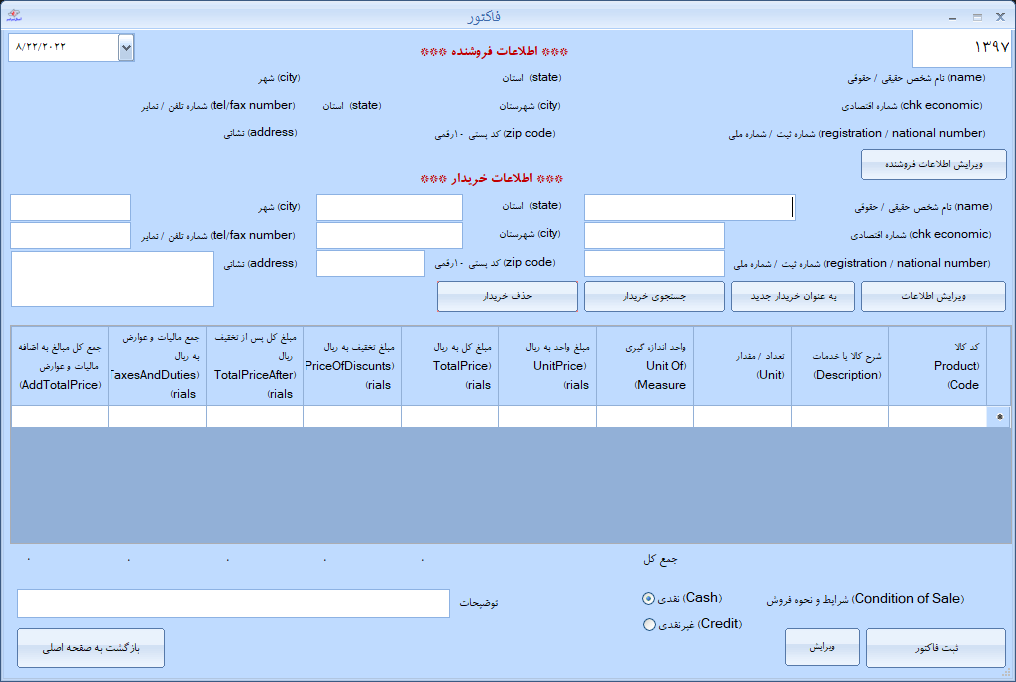 فاکتور
۸/۲۲/۲۰۲۲
۱۳۹۷
*** اطلاعات فروشنده ***
نام شخص حقیقی / حقوقی (name)
استان (state)
شهر (city)
شماره اقتصادی (chk economic)
شهرستان (city)
استان (state)
شماره تلفن / نمابر (tel/fax number)
شماره ثبت / شماره ملی (registration / national number)
کد پستی ۱۰رقمی (zip code)
نشانی (address)
ویرایش اطلاعات فروشنده
*** اطلاعات خریدار ***
نام شخص حقیقی / حقوقی (name)
استان (state)
شهر (city)
شماره اقتصادی (chk economic)
شهرستان (city)
شماره تلفن / نمابر (tel/fax number)
شماره ثبت / شماره ملی (registration / national number)
کد پستی ۱۰رقمی (zip code)
نشانی (address)
ویرایش اطلاعات
به عنوان خریدار جدید
جستجوی خریدار
حذف خریدار
کد کالا
(Product
Code)
شرح کالا یا خدمات
(Description)
تعداد / مقدار
(Unit)
واحد اندازه گیری
(Unit Of
Measure)
مبلغ واحد به ریال
(UnitPrice
rials)
مبلغ کل به ریال
(TotalPrice
rials)
مبلغ تخفیف به ریال
(PriceOfDiscunts
rials)
مبلغ کل پس از تخفیف
ریال
(TotalPriceAfter
rials)
جمع مالیات و عوارض
به ریال
(TaxesAndDuties
rials)
جمع کل مبالغ به اضافه
مالیات و عوارض
(AddTotalPrice)
*
جمع کل
۰
۰
۰
۰
۰
شرایط و نحوه فروش (Condition of Sale)
نقدی (Cash)
غیرنقدی (Credit)
توضیحات
ثبت فاکتور
ویرایش
بازگشت به صفحه اصلی